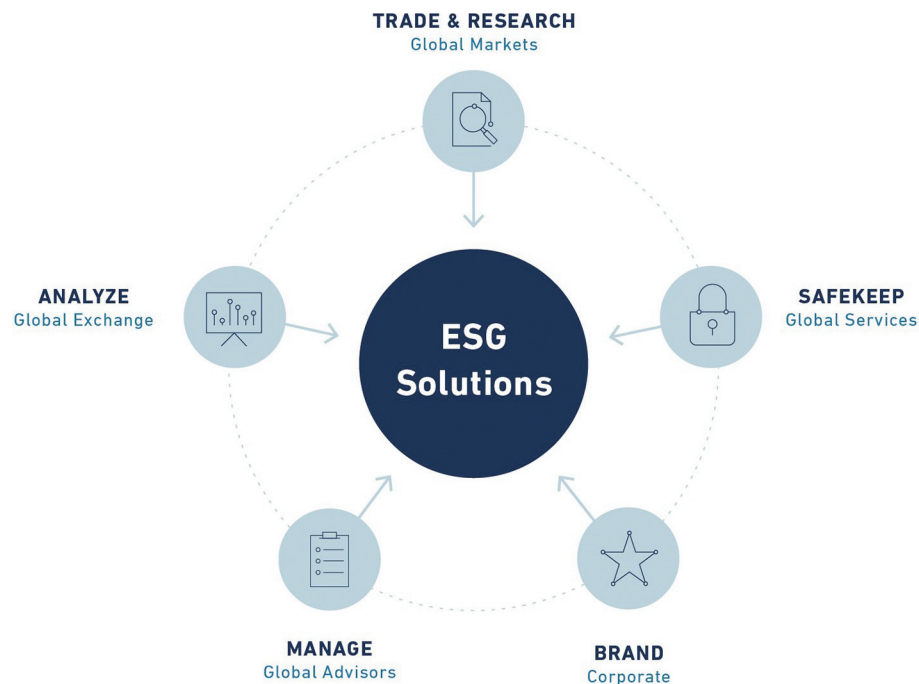 TRADE & RESEARCH
Global Markets
ANALYZE
Global Exchange
SAFEKEEP
Global Services
ESG
Solutions
MANAGE
Global Advisors
BRAND
Corporate